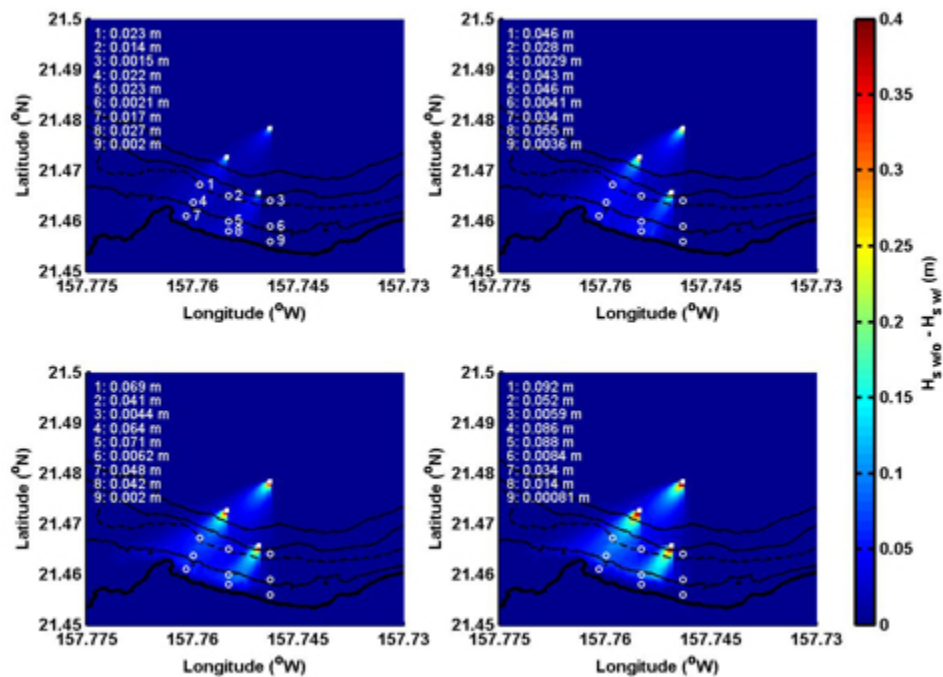 21.5
21.49
21.48
21.47
21.46
21.45
Latitude (°N)
1: 0.023 m
2: 0.014 m
3: 0.0015 m
4: 0.022 m
5: 0.023 m
6: 0.0021 m
7: 0.017 m
8: 0.027 m
9: 0.002 m
1
2
3
4
5
6
7
8
9
157.775
157.76
157.745
157.73
Longitude (°W)
21.5
21.49
21.48
21.47
21.46
21.45
Latitude (°N)
1: 0.046 m
2: 0.028 m
3: 0.0029 m
4: 0.043 m
5: 0.046 m
6: 0.0041 m
7: 0.034 m
8: 0.055 m
9: 0.0036 m
157.775
157.76
157.745
157.73
Longitude (°W)
21.5
21.49
21.48
21.47
21.46
21.45
Latitude (°N)
1: 0.069 m
2: 0.041 m
3: 0.0044 m
4: 0.064 m
5: 0.071 m
6: 0.0062 m
7: 0.048 m
8: 0.042 m
9: 0.002 m
157.775
157.76
157.745
157.73
Longitude (°W)
21.5
21.49
21.48
21.47
21.46
21.45
Latitude (°N)
1: 0.092 m
2: 0.052 m
3: 0.0059 m
4: 0.086 m
5: 0.088 m
6: 0.0084 m
7: 0.034 m
8: 0.014 m
9: 0.00081 m
157.775
157.76
157.745
157.73
Longitude (°W)
0.4
0.35
0.3
0.25
0.2
0.15
0.1
0.05
0
H s w/o - H s w/ (m)